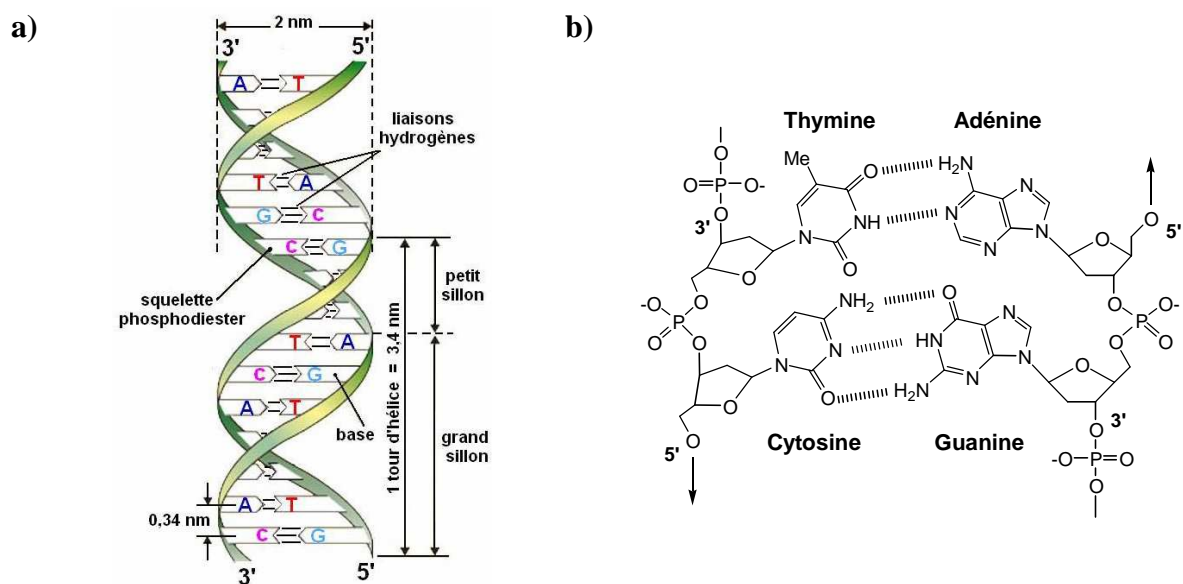 a)
2 nm
3'
5'
A T
liaisons
hydrogènes
T A
G C
C G
squelette
phosphodiester
petit
sillon
1 tour d'hélice = 3,4 nm
T A
C G
A T
base
grand
sillon
A T
0,34 nm
C G
3'
5'
b)
Thymine
Adénine
O
O=P-O-
O
3'
Me
O
NH
N
O
H2N
N
N
N
N
O
O
5'
O
O
-O-P=O
O
NH2
N
N
O
O
O
HN
N
H2N
N
N
O
O
O=P-O-
O
O
5'
Cytosine
Guanine
3'
O
-O-P=O
O